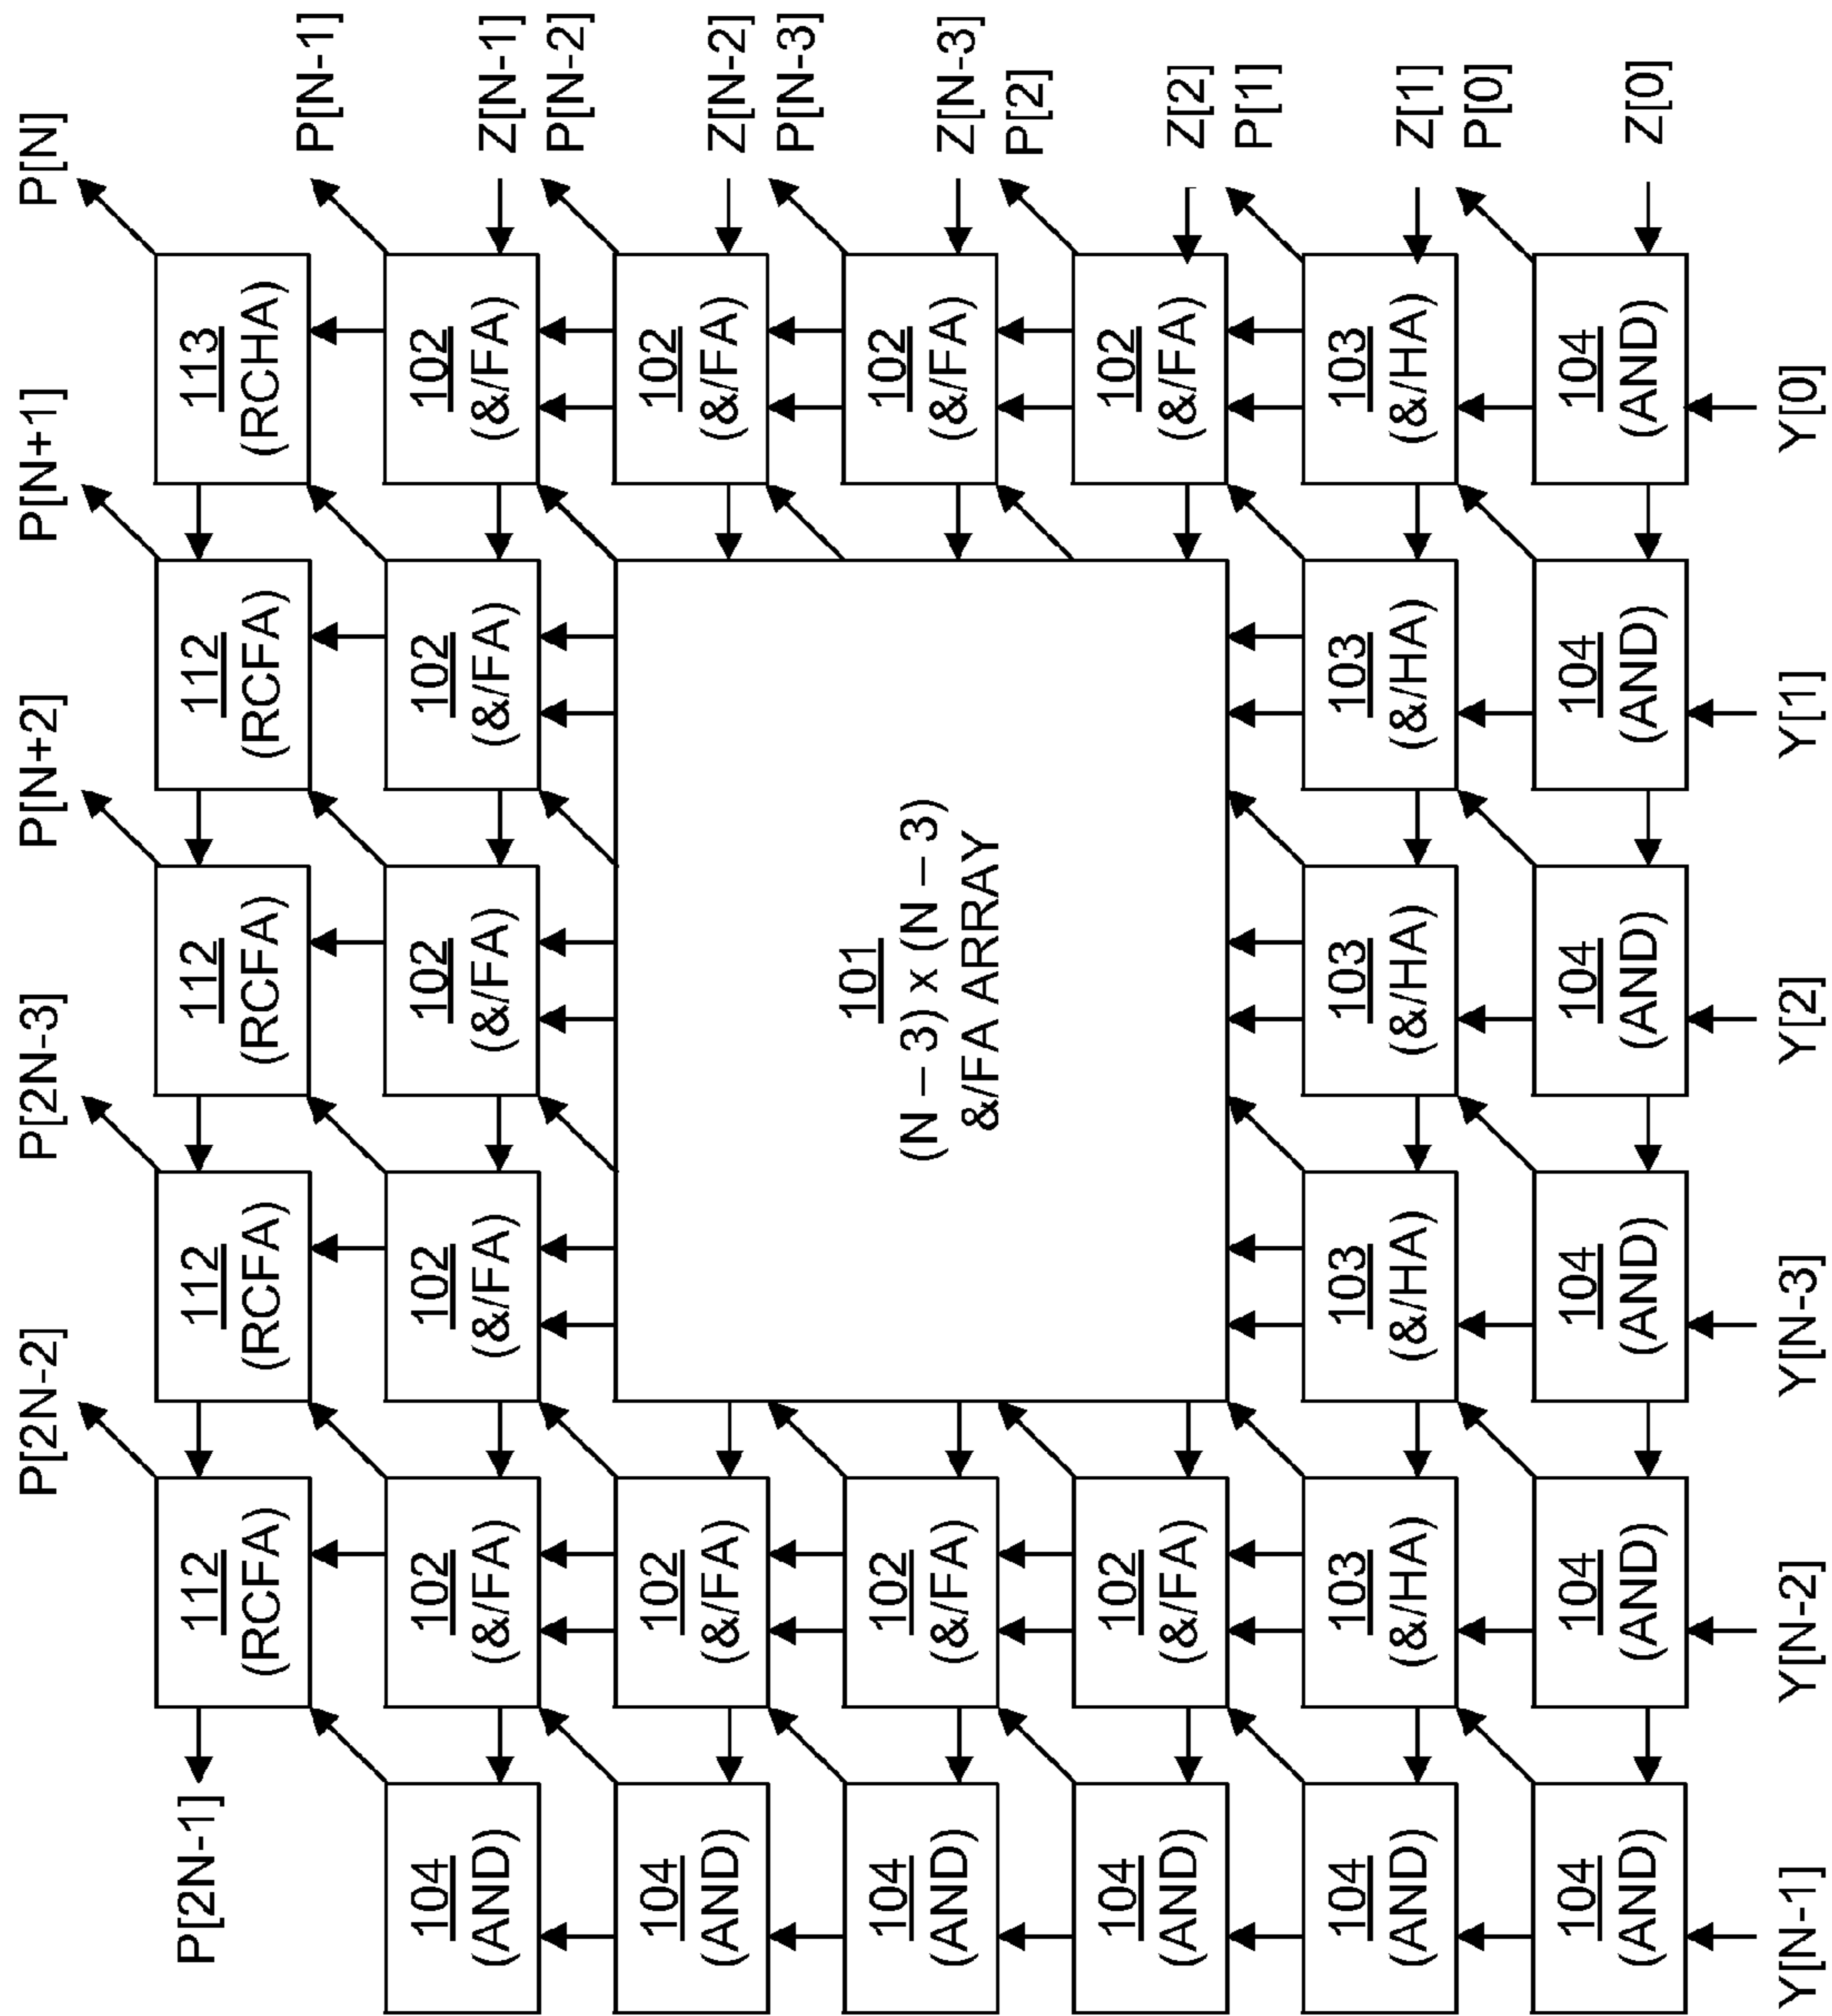 P[2N-2]
P[2N-3]
P[N+2]
P[N+1]
P[N]
P[2N-1]
112
(RCFA)
112
(RCFA)
112
(RCFA)
112
(RCFA)
113
(RCHA)
P[N-1]
104
(AND)
102
(&/FA)
102
(&/FA)
102
(&/FA)
102
(&/FA)
102
(&/FA)
Z[N-1]
P[N-2]
104
(AND)
102
(&/FA)
102
(&/FA)
Z[N-2]
P[N-3]
104
(AND)
102
(&/FA)
101
(N – 3) x (N – 3)
&/FA ARRAY
102
(&/FA)
Z[N-3]
P[2]
104
(AND)
102
(&/FA)
102
(&/FA)
Z[2]
P[1]
104
(AND)
103
(&/HA)
103
(&/HA)
103
(&/HA)
103
(&/HA)
103
(&/HA)
Z[1]
P[0]
104
(AND)
104
(AND)
104
(AND)
104
(AND)
104
(AND)
104
(AND)
Z[0]
Y[N-1]
Y[N-2]
Y[N-3]
Y[2]
Y[1]
Y[0]